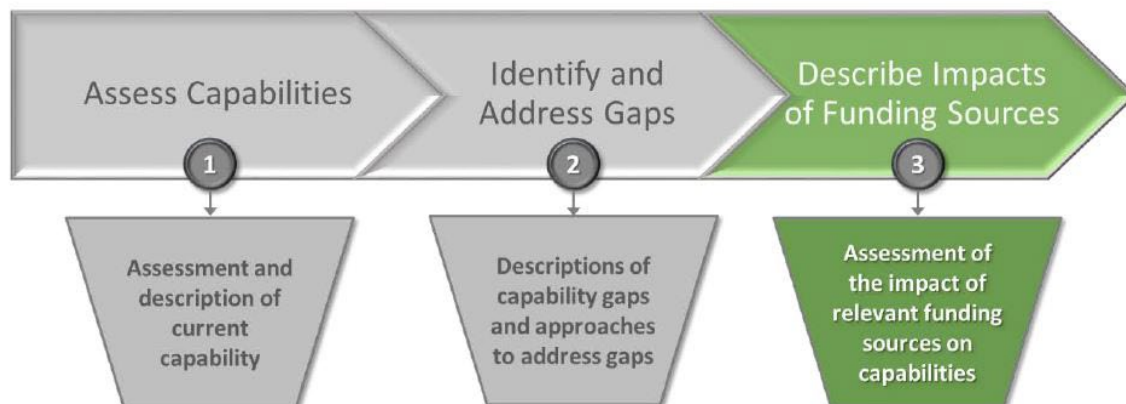 Assess Capabilities
Identify and
Address Gaps
Describe Impacts
of Funding Sources
1
2
3
Assessment and
description of
current
capability
Descriptions of
capability gaps
and approaches
to address gaps
Assessment of
the impact of
relevant funding
sources on
capabilities